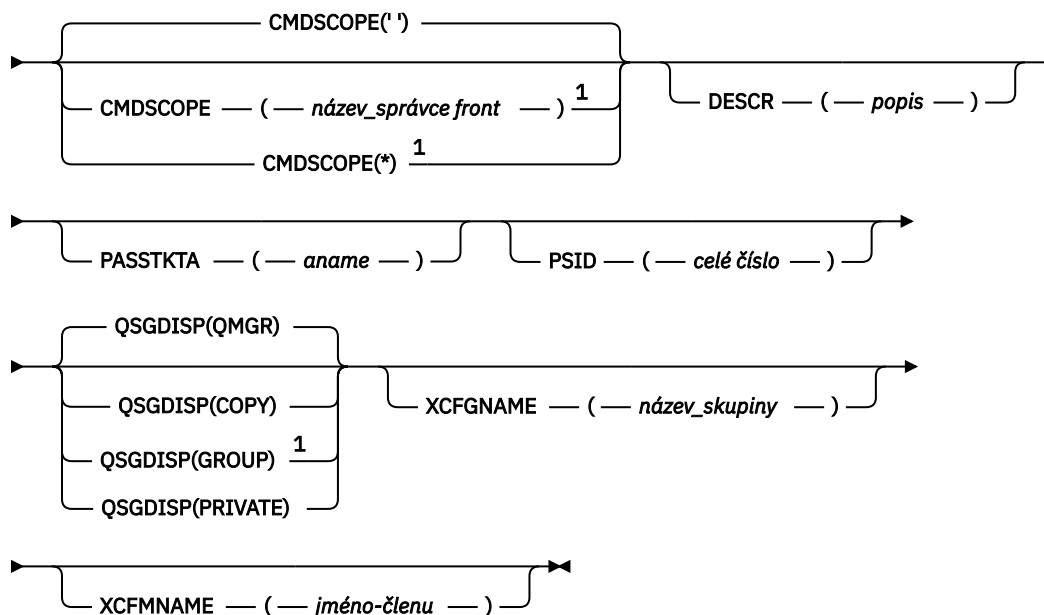 CMDSCOPE(' ')
CMDSCOPE ( název_správce front ) 1
CMDSCOPE(*) 1
DESCR ( popis )
PASSTKTA ( aname )
PSID ( celé číslo )
QSGDISP(QMGR)
QSGDISP(COPY)
QSGDISP(GROUP) 1
QSGDISP(PRIVATE)
XCFGNAME ( název_skupiny )
XCFMNAME ( jméno-členu )